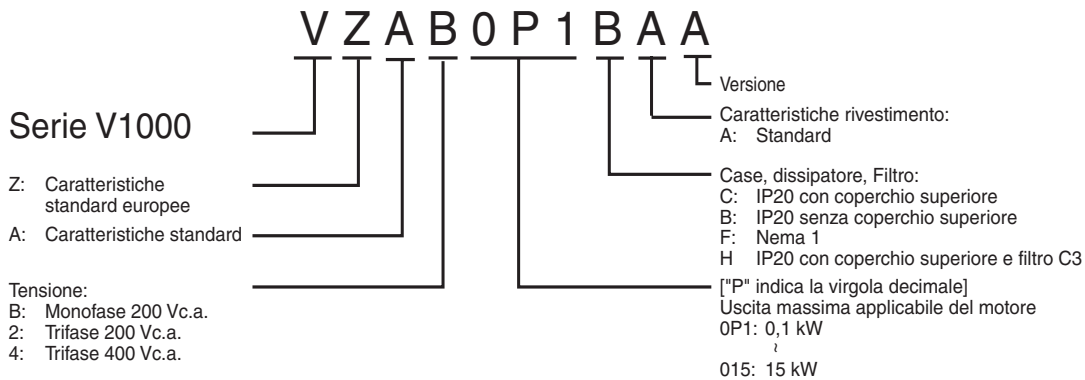 V Z A B 0 P 1 B A A
Serie V1000
Z: Caratteristiche
standard europee
A: Caratteristiche standard
Tensione:
B: Monofase 200 Vc.a.
2: Trifase 200 Vc.a.
4: Trifase 400 Vc.a.
Versione
Caratteristiche rivestimento:
A: Standard
Case, dissipatore, Filtro:
C: IP20 con coperchio superiore
B: IP20 senza coperchio superiore
F: Nema 1
H IP20 con coperchio superiore e filtro C3
["P" indica la virgola decimale]
Uscita massima applicabile del motore
0P1: 0,1 kW
~
015: 15 kW